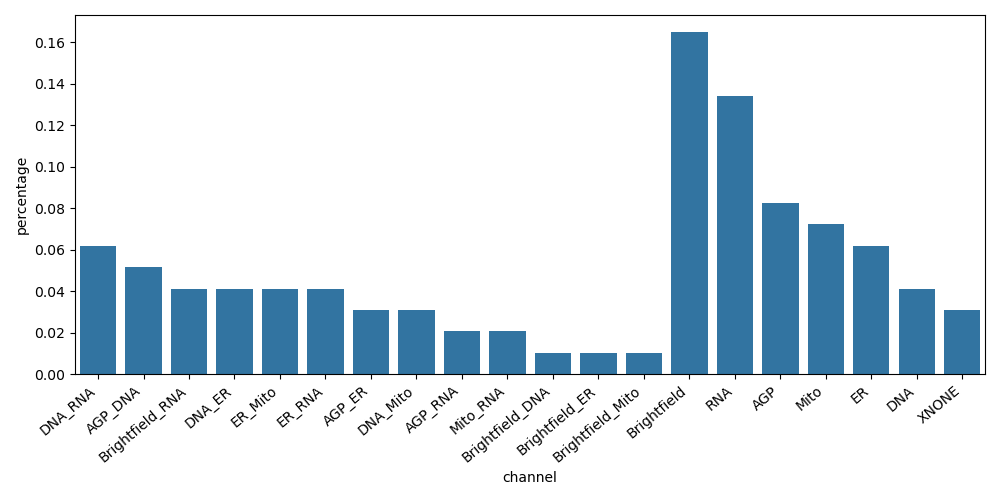 percentage
0.16
0.14
0.12
0.10
0.08
0.06
0.04
0.02
0.00
DNA_RNA
AGP_DNA
Brightfield_RNA
DNA_ER
ER_Mito
ER_RNA
AGP_ER
DNA_Mito
AGP_RNA
Mito_RNA
Brightfield_DNA
Brightfield_ER
Brightfield_Mito
Brightfield
RNA
AGP
Mito
ER
DNA
XNONE
channel